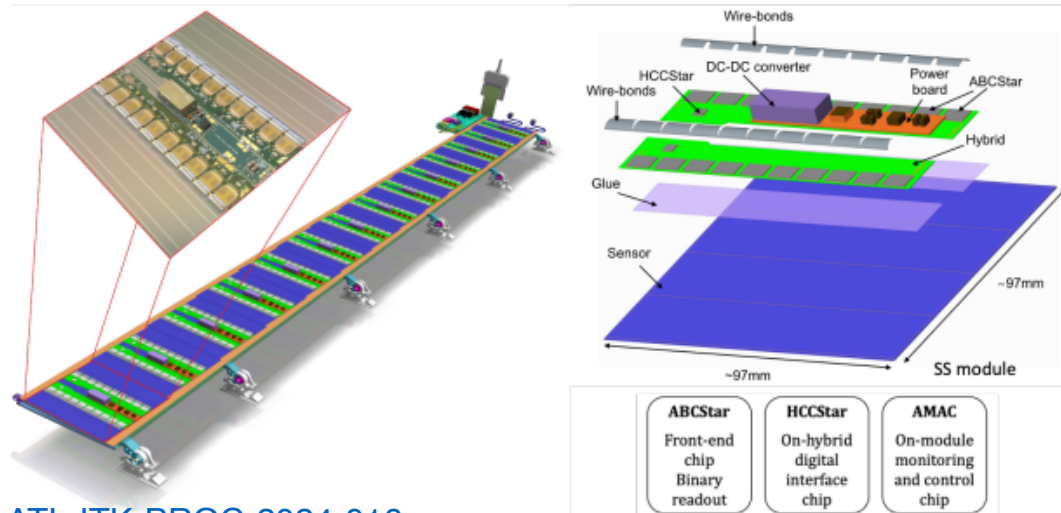 Wire-bonds
DC-DC converter
HCCStar
Power
board
ABCStar
Wire-bonds
Hybrid
Glue
Sensor
~97mm
~97mm
SS module
ABCStar
Front-end
chip
Binary
readout
HCCStar
On-hybrid
digital
interface
chip
AMAC
On-module
monitoring
and control
chip